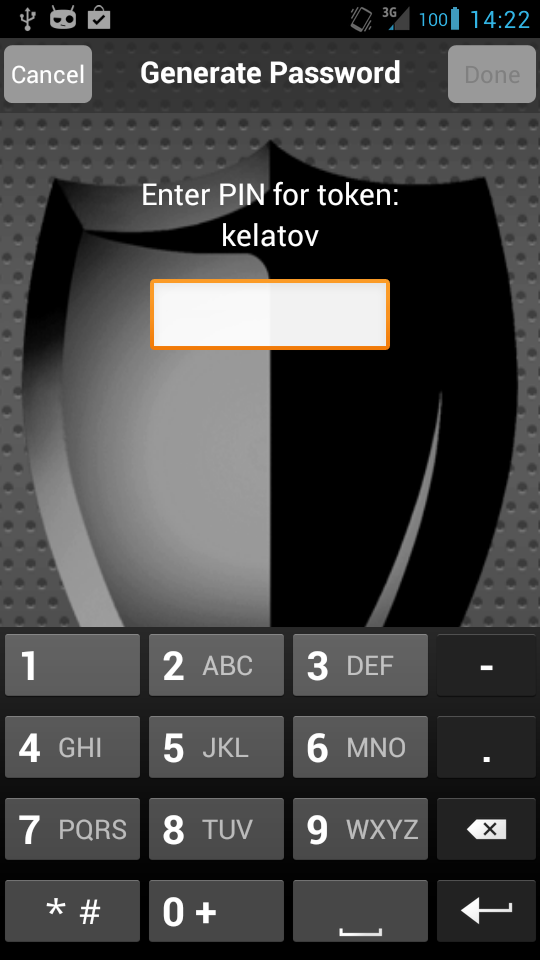 3G 100 14:22
Cancel Generate Password Done
Enter PIN for token:
kelatov
1 2 ABC 3 DEF -
4 GHI 5 JKL 6 MNO .
7 PQRS 8 TUV 9 WXYZ
* # 0 +